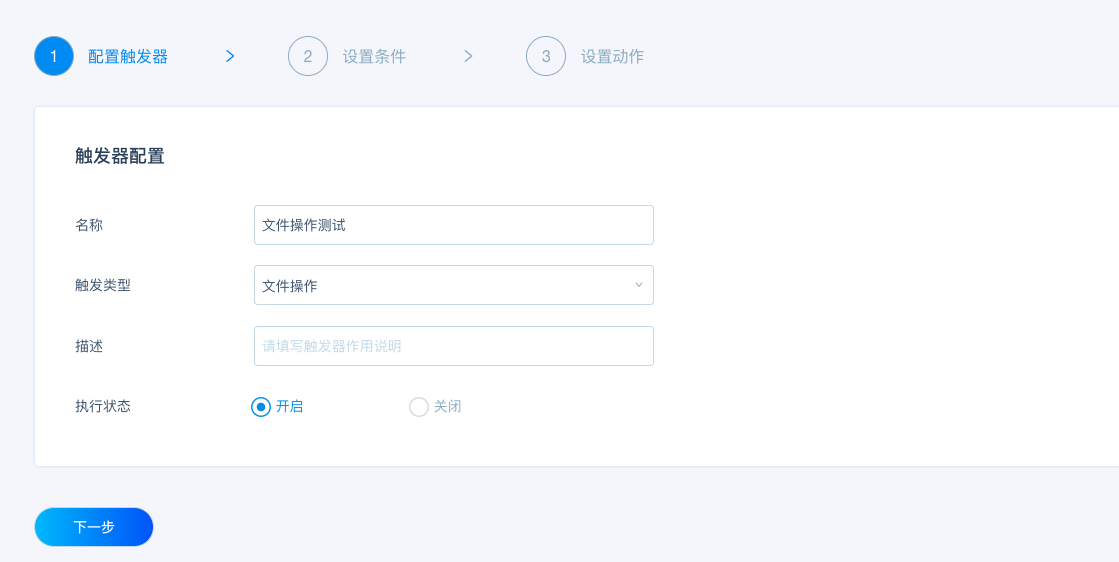 1 配置触发器 > 2 设置条件 > 3 设置动作
触发器配置
名称 文件操作测试
触发类型 文件操作
描述 请填写触发器作用说明
执行状态 开启 关闭
下一步